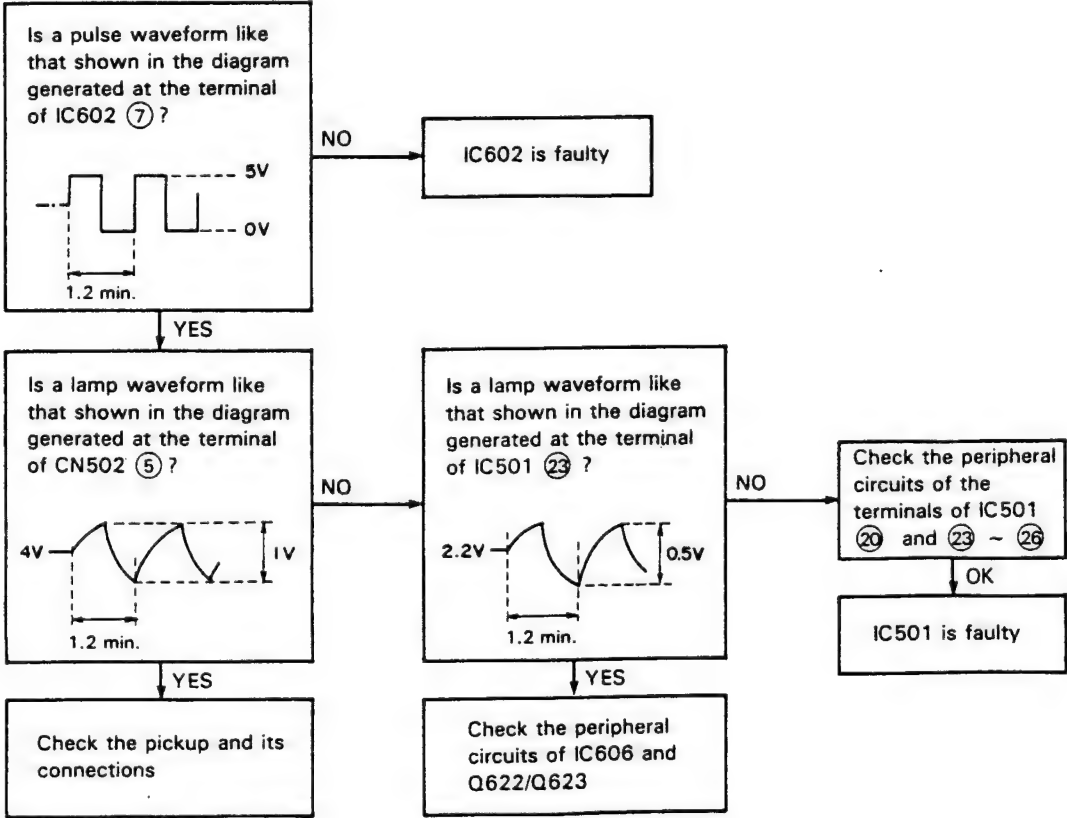 Is a pulse waveform like
that shown in the diagram
generated at the terminal
of IC602 ⑦ ?
5V
0V
1.2 min.
NO
IC602 is faulty
YES
Is a lamp waveform like
that shown in the diagram
generated at the terminal
of CN502 ⑤ ?
4V
1V
1.2 min.
NO
Is a lamp waveform like
that shown in the diagram
generated at the terminal
of IC501 ㉓ ?
2.2V
0.5V
1.2 min.
NO
Check the peripheral
circuits of the
terminals of IC501
⑳ and ㉓ ~ ㉖
OK
IC501 is faulty
YES
Check the pickup and its
connections
YES
Check the peripheral
circuits of IC606 and
Q622/Q623